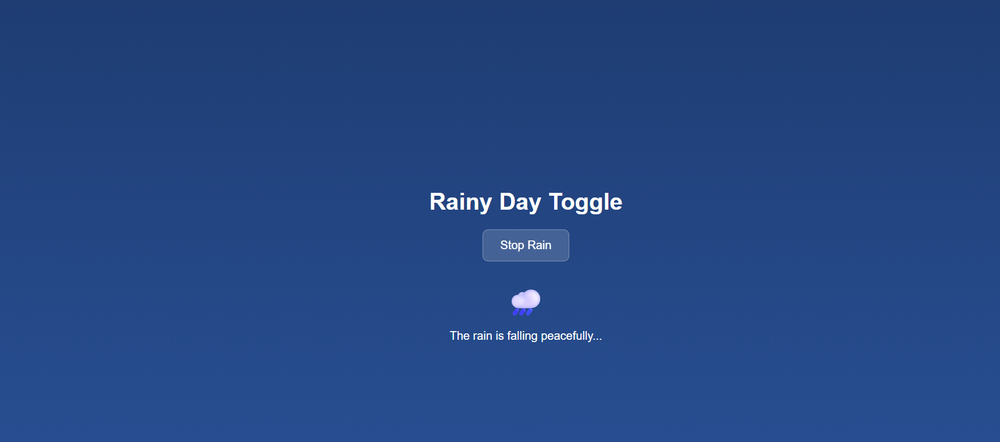 Rainy Day Toggle
Stop Rain
The rain is falling peacefully...